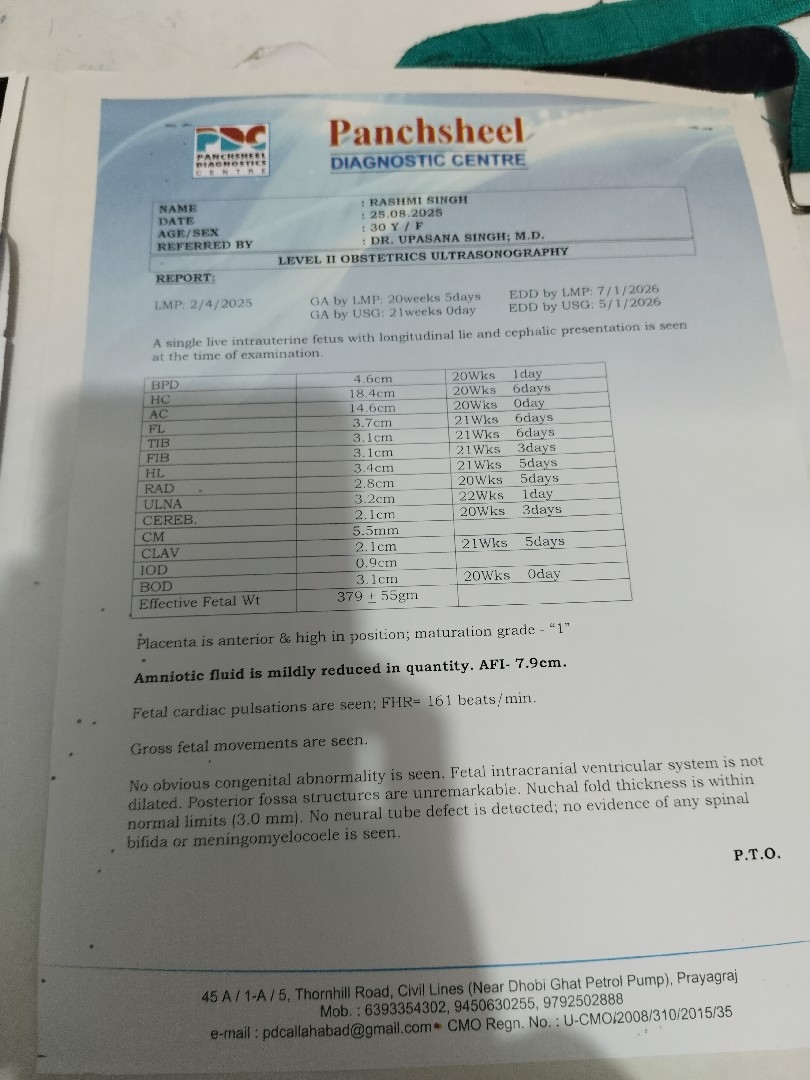 PDC
PANCHSHEEL
DIAGNOSTICS
CENTRE
Panchsheel
DIAGNOSTIC CENTRE
NAME : RASHMI SINGH
DATE : 25.08.2025
AGE/SEX : 30 Y / F
REFERRED BY : DR. UPASANA SINGH; M.D.
LEVEL II OBSTETRICS ULTRASONOGRAPHY
REPORT:
LMP: 2/4/2025 GA by LMP: 20weeks 5days EDD by LMP: 7/1/2026
GA by USG: 21weeks 0day EDD by USG: 5/1/2026
A single live intrauterine fetus with longitudinal lie and cephalic presentation is seen
at the time of examination.
BPD 4.6cm 20Wks 1day
HC 18.4cm 20Wks 6days
AC 14.6cm 20Wks 0day
FL 3.7cm 21Wks 6days
TIB 3.1cm 21Wks 6days
FIB 3.1cm 21Wks 3days
HL 3.4cm 21Wks 5days
RAD 2.8cm 20Wks 5days
ULNA 3.2cm 22Wks 1day
CEREB. 2.1cm 20Wks 3days
CM 5.5mm
CLAV 2.1cm 21Wks 5days
IOD 0.9cm
BOD 3.1cm 20Wks 0day
Effective Fetal Wt 379 ± 55gm
Placenta is anterior & high in position; maturation grade - "1"
Amniotic fluid is mildly reduced in quantity. AFI- 7.9cm.
Fetal cardiac pulsations are seen; FHR= 161 beats/min.
Gross fetal movements are seen.
No obvious congenital abnormality is seen. Fetal intracranial ventricular system is not
dilated. Posterior fossa structures are unremarkable. Nuchal fold thickness is within
normal limits (3.0 mm). No neural tube defect is detected; no evidence of any spinal
bifida or meningomyelocoele is seen.
P.T.O.
45 A / 1-A / 5, Thornhill Road, Civil Lines (Near Dhobi Ghat Petrol Pump), Prayagraj
Mob. : 6393354302, 9450630255, 9792502888
e-mail : pdcallahabad@gmail.com• CMO Regn. No. : U-CMO/2008/310/2015/35